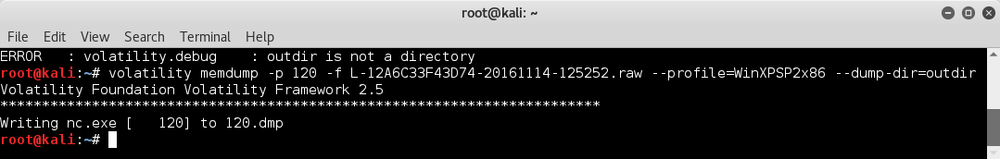 root@kali: ~
File Edit View Search Terminal Help
ERROR   : volatility.debug    : outdir is not a directory
root@kali:~# volatility memdump -p 120 -f L-12A6C33F43D74-20161114-125252.raw --profile=WinXPSP2x86 --dump-dir=outdir
Volatility Foundation Volatility Framework 2.5
************************************************************************
Writing nc.exe [   120] to 120.dmp
root@kali:~#